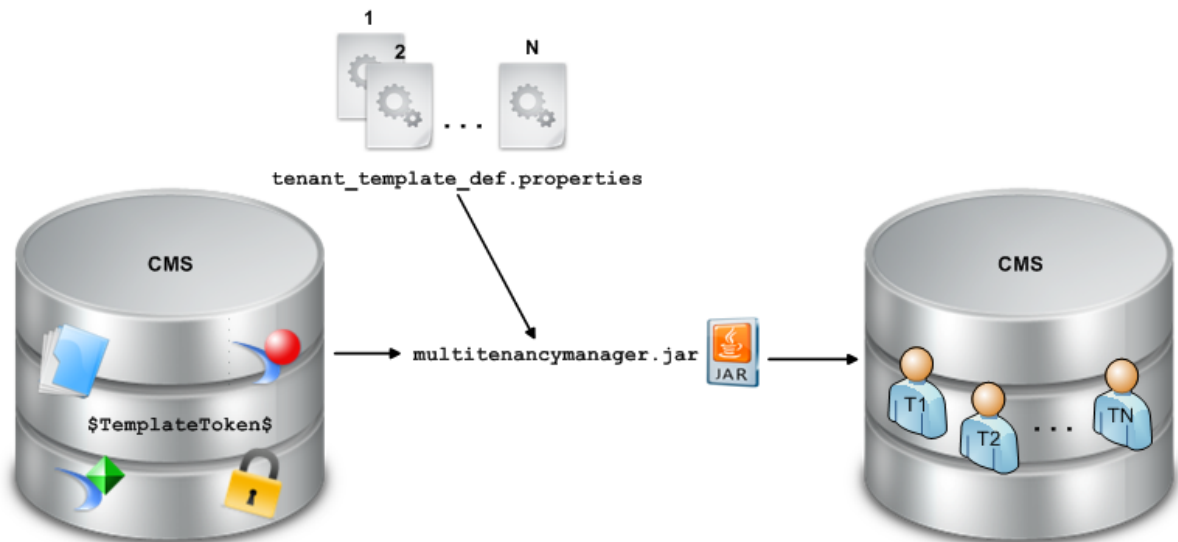 1
2
N
...
tenant_template_def.properties
CMS
CMS
multitenancymanager.jar
JAR
$TemplateToken$
T1
T2
...
TN